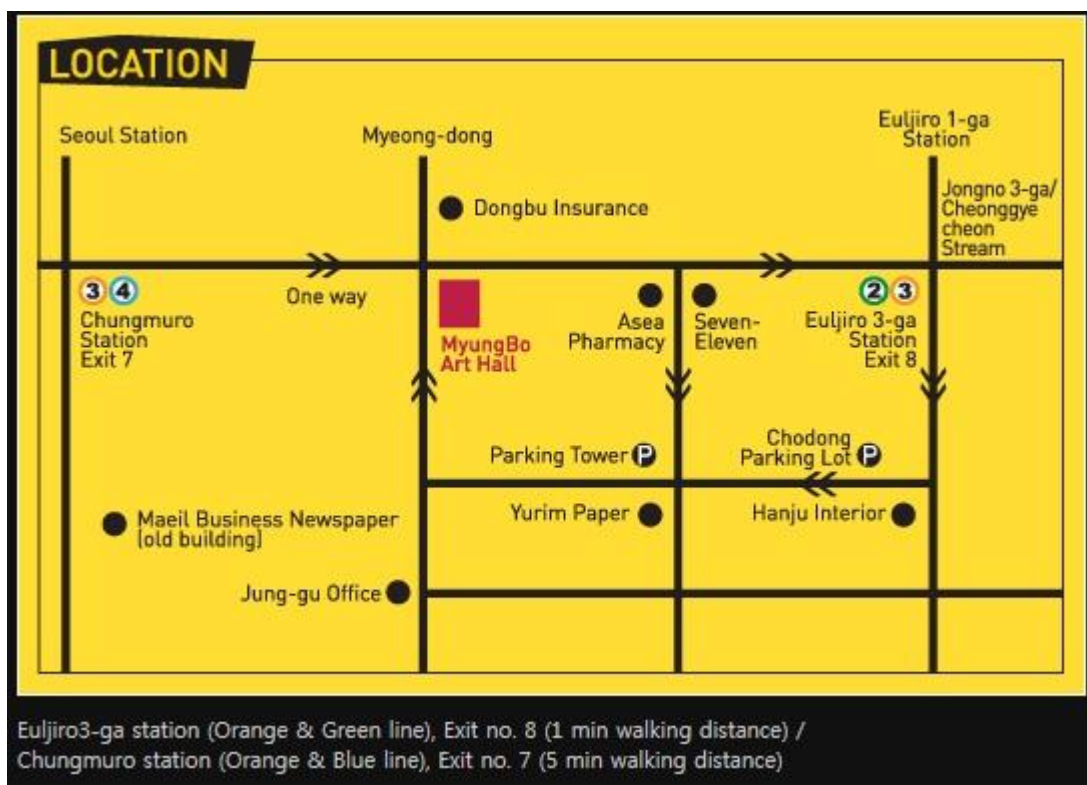 LOCATION
Seoul Station
Myeong-dong
Euljiro 1-ga
Station
Jongno 3-ga/
Cheonggye
cheon
Stream
Dongbu Insurance
One way
3 4
Chungmuro
Station
Exit 7
MyungBo
Art Hall
Asea
Pharmacy
Seven-
Eleven
2 3
Euljiro 3-ga
Station
Exit 8
Parking Tower P
Chodong
Parking Lot P
Yurim Paper
Hanju Interior
Maeil Business Newspaper
(old building)
Jung-gu Office
Euljiro3-ga station (Orange & Green line), Exit no. 8 (1 min walking distance) /
Chungmuro station (Orange & Blue line), Exit no. 7 (5 min walking distance)